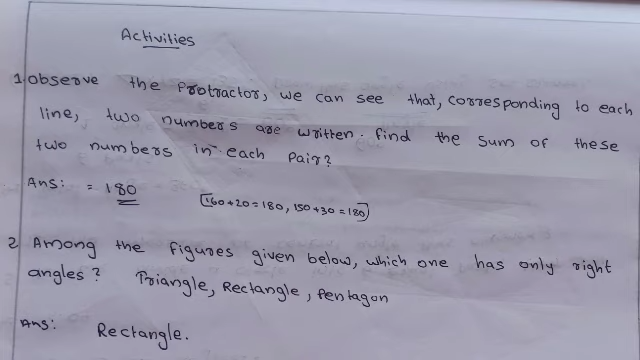 Activities
1 observe the Protractor, we can see that, corresponding to each
line, two numbers are written. find the sum of these
two numbers in each Pair?
Ans: = 180 [160+20=180, 150+30=180]
2 Among the figures given below, which one has only right
angles? Triangle, Rectangle, Pentagon
Ans: Rectangle.